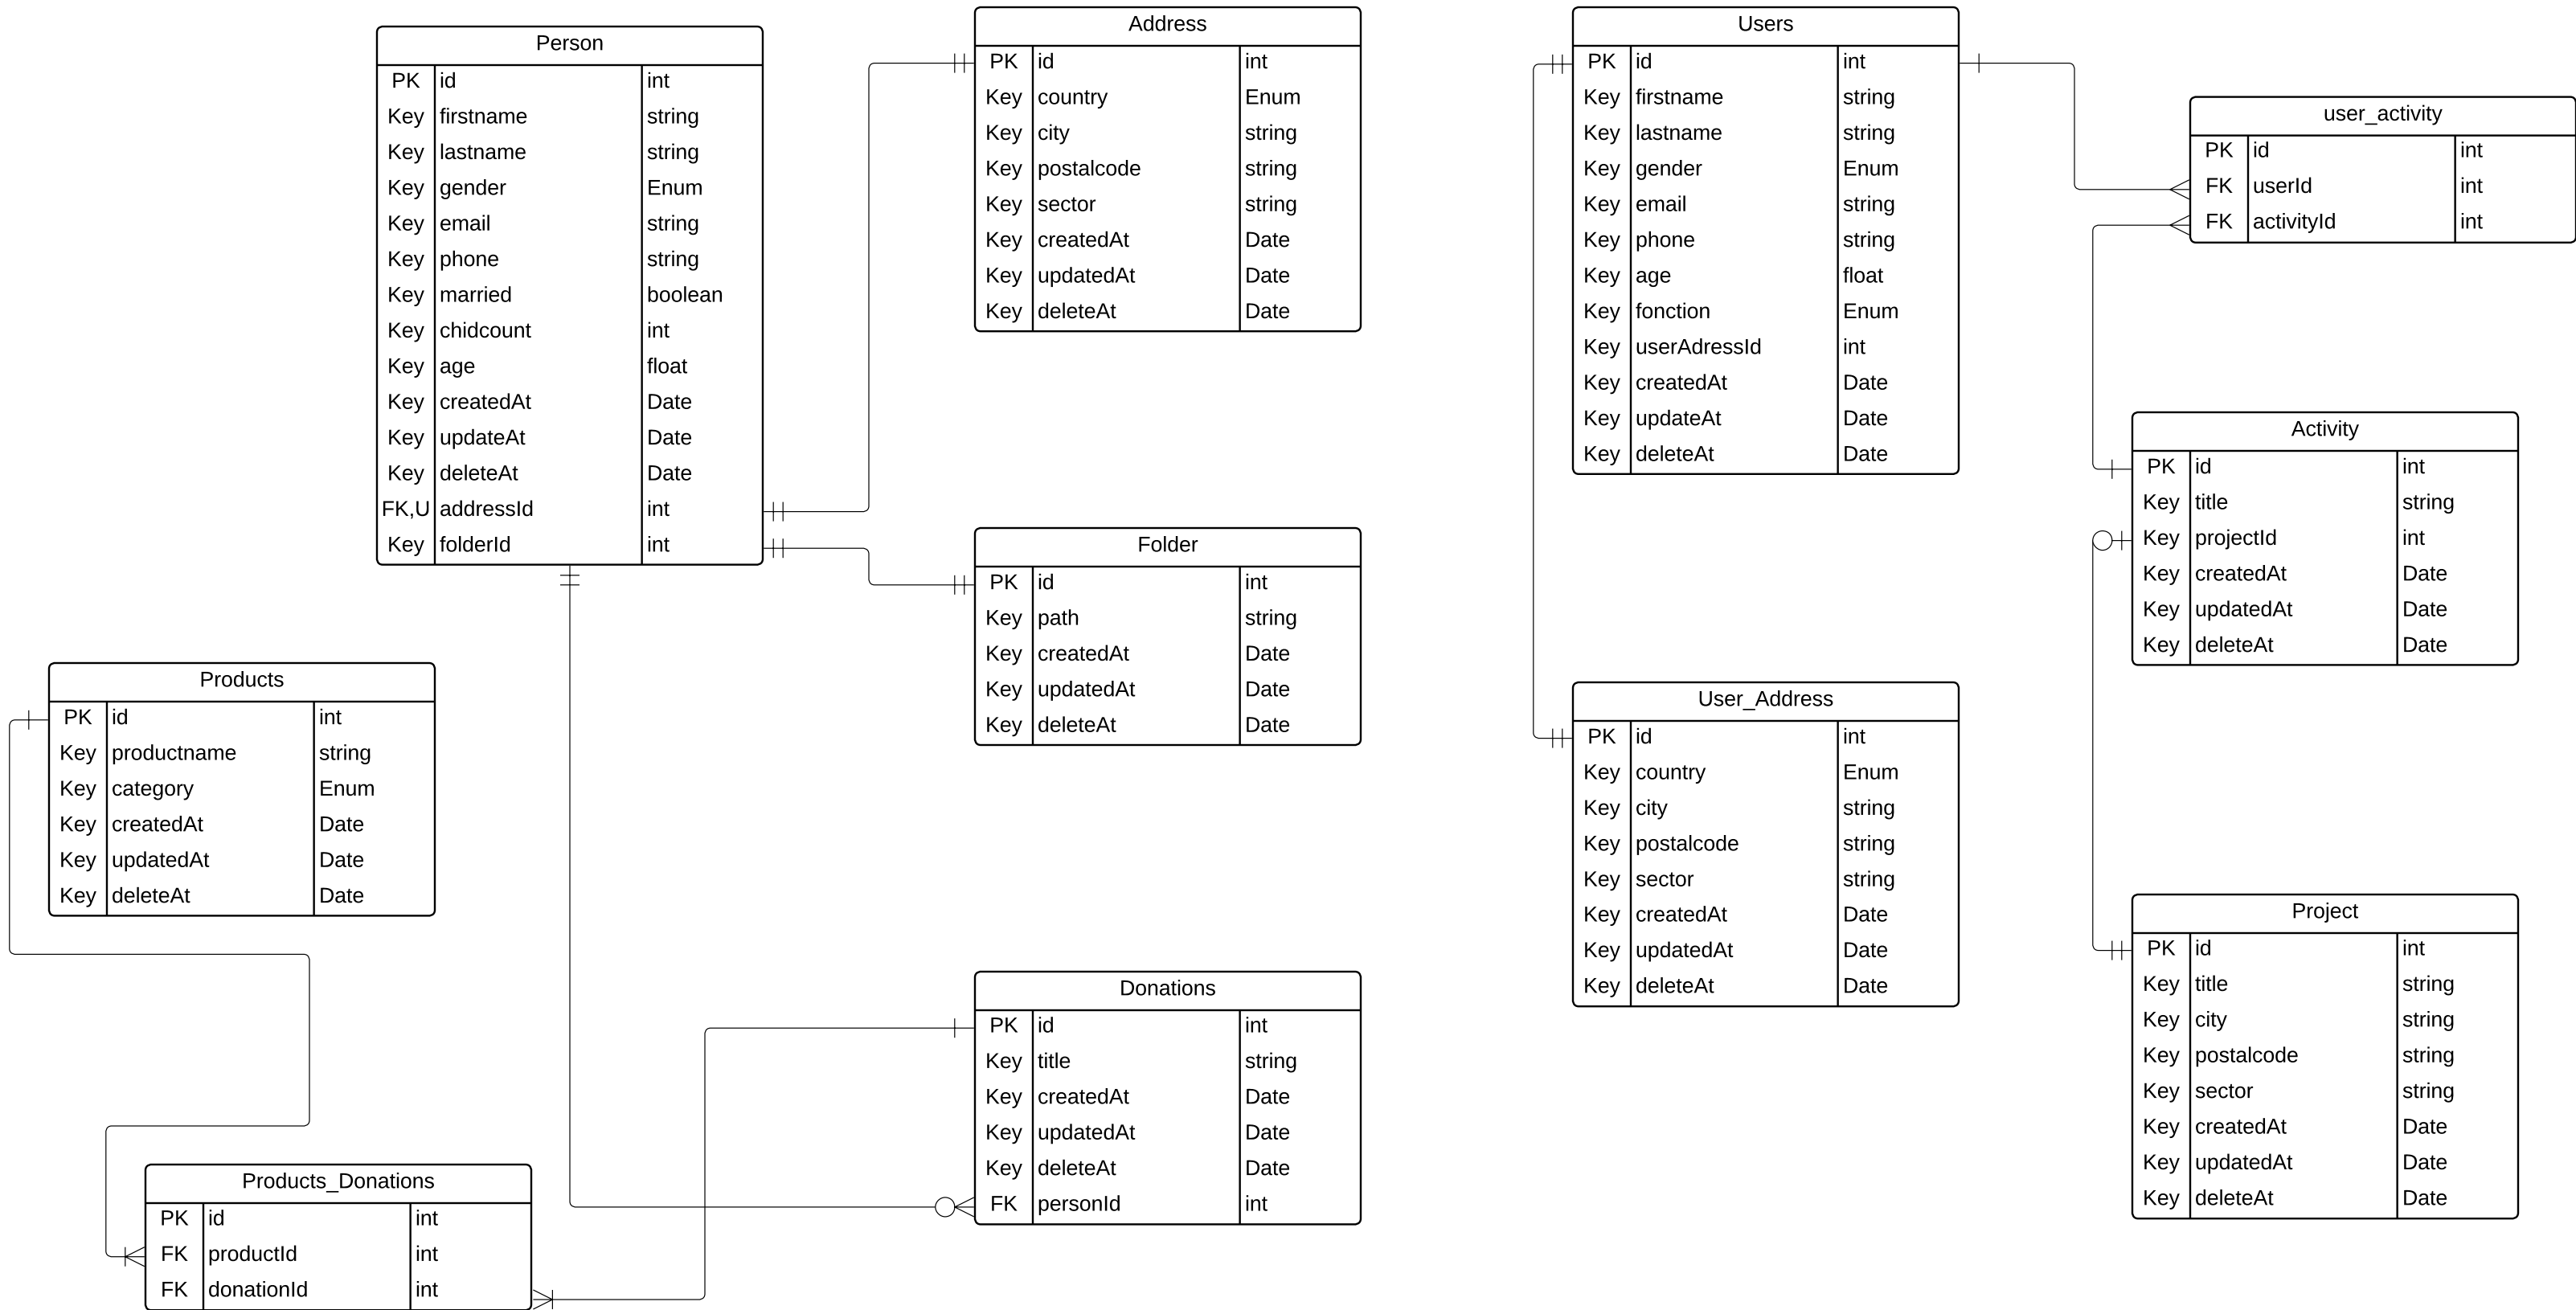 Person
PK id int
Key firstname string
Key lastname string
Key gender Enum
Key email string
Key phone string
Key married boolean
Key chidcount int
Key age float
Key createdAt Date
Key updateAt Date
Key deleteAt Date
FK,U addressId int
Key folderId int
Address
PK id int
Key country Enum
Key city string
Key postalcode string
Key sector string
Key createdAt Date
Key updatedAt Date
Key deleteAt Date
Folder
PK id int
Key path string
Key createdAt Date
Key updatedAt Date
Key deleteAt Date
Products
PK id int
Key productname string
Key category Enum
Key createdAt Date
Key updatedAt Date
Key deleteAt Date
Products_Donations
PK id int
FK productId int
FK donationId int
Donations
PK id int
Key title string
Key createdAt Date
Key updatedAt Date
Key deleteAt Date
FK personId int
Users
PK id int
Key firstname string
Key lastname string
Key gender Enum
Key email string
Key phone string
Key age float
Key fonction Enum
Key userAdressId int
Key createdAt Date
Key updateAt Date
Key deleteAt Date
User_Address
PK id int
Key country Enum
Key city string
Key postalcode string
Key sector string
Key createdAt Date
Key updatedAt Date
Key deleteAt Date
user_activity
PK id int
FK userId int
FK activityId int
Activity
PK id int
Key title string
Key projectId int
Key createdAt Date
Key updatedAt Date
Key deleteAt Date
Project
PK id int
Key title string
Key city string
Key postalcode string
Key sector string
Key createdAt Date
Key updatedAt Date
Key deleteAt Date